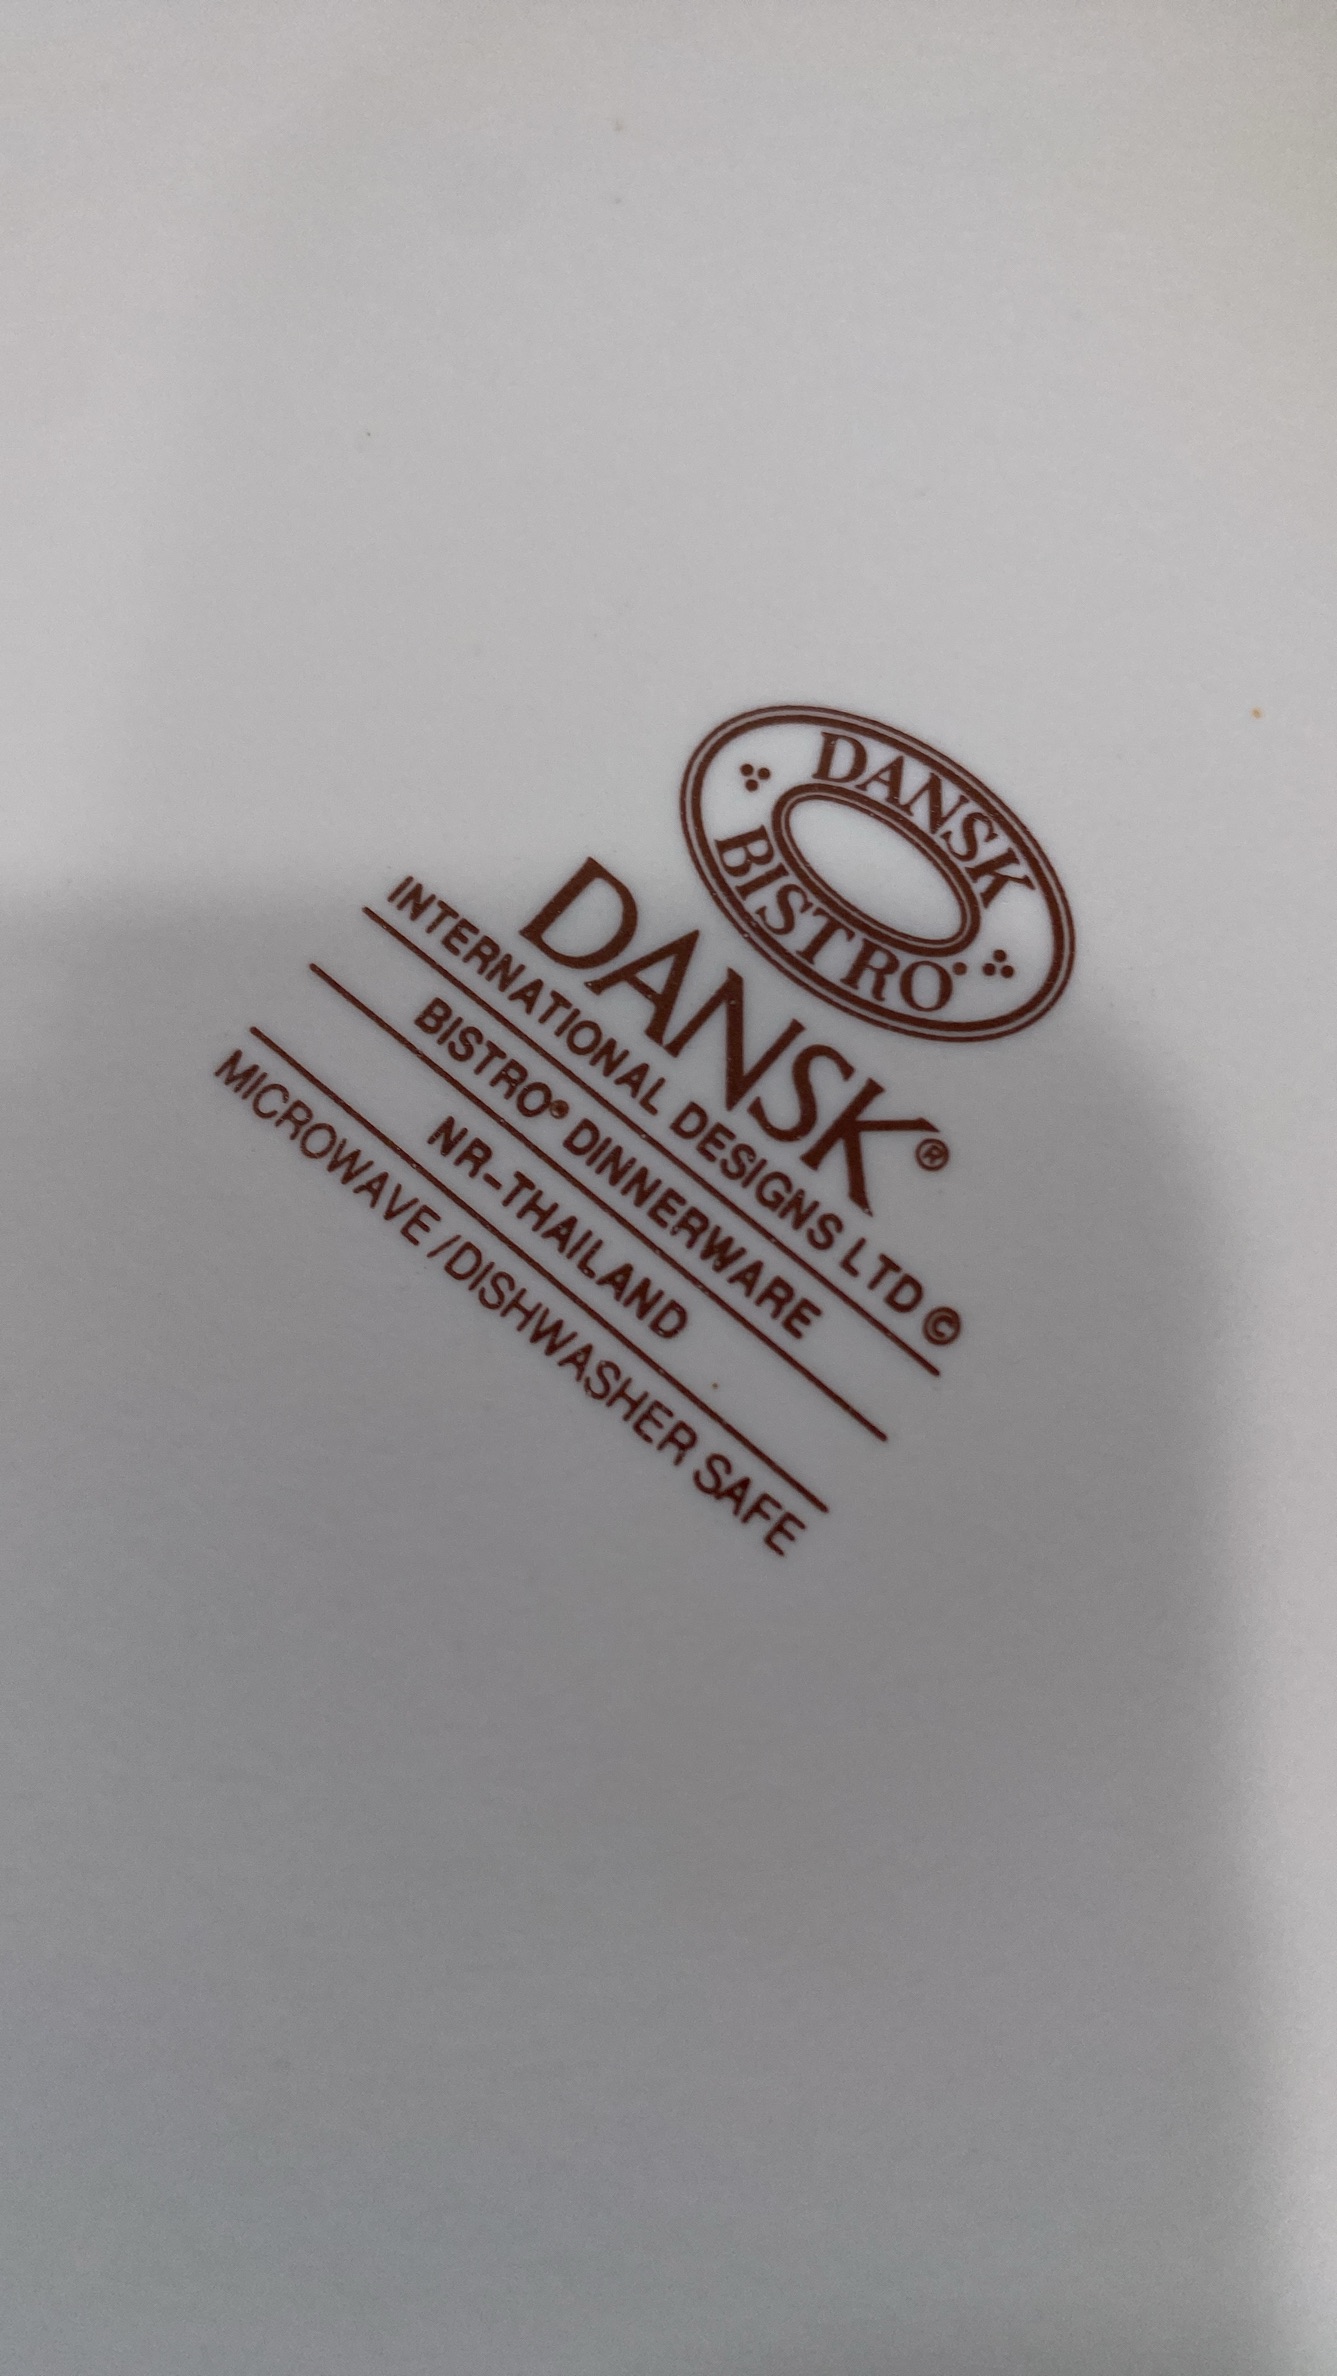 DANSK
BISTRO
DANSK®
INTERNATIONAL DESIGNS LTD ©
BISTRO® DINNERWARE
NR-THAILAND
MICROWAVE /DISHWASHER SAFE